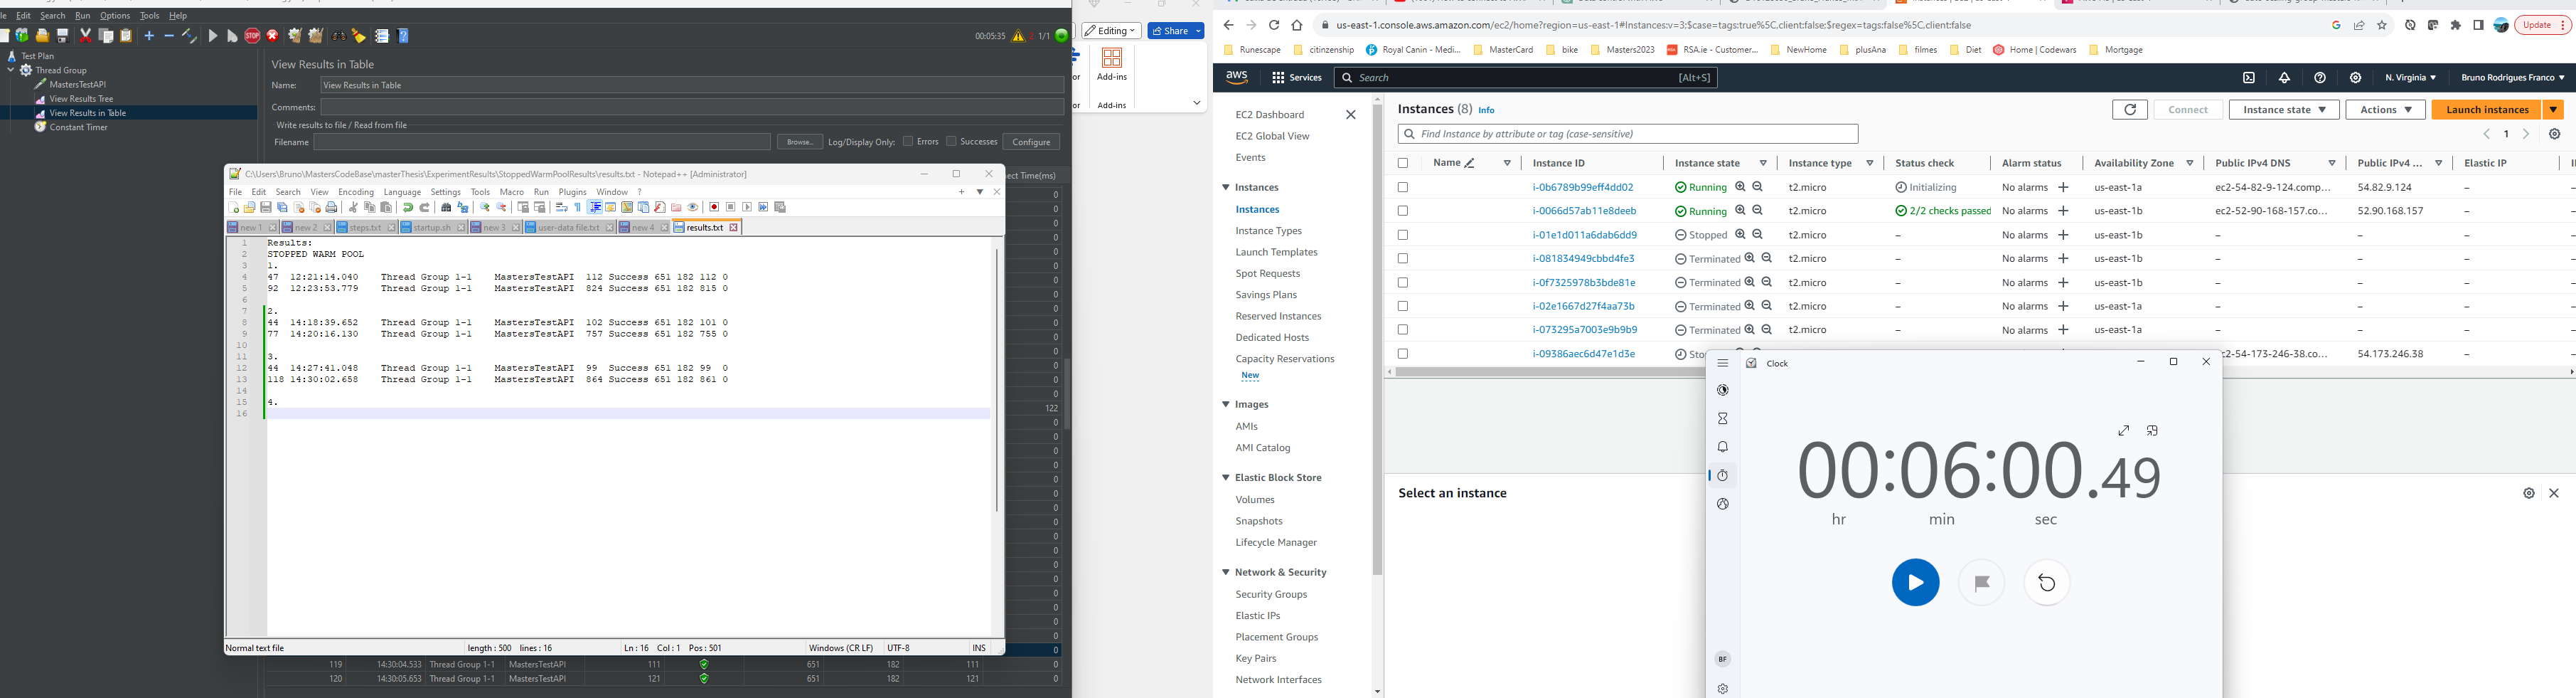 File Edit Search Run Options Tools Help
00:05:35 2 1/1
Test Plan
Thread Group
MastersTestAPI
View Results Tree
View Results in Table
Constant Timer
View Results in Table
Name: View Results in Table
Comments:
Write results to file / Read from file
Filename Browse... Log/Display Only: Errors Successes Configure
Editing Share
Add-ins
Add-ins
C:\Users\Bruno\MastersCodeBase\masterThesis\ExperimentResults\StoppedWarmPoolResults\results.txt - Notepad++ [Administrator]
File Edit Search View Encoding Language Settings Tools Macro Run Plugins Window ?
new 1 new 2 steps.txt startup.sh new 3 user-data file.txt new 4 results.txt
1 Results:
2 STOPPED WARM POOL
3 1.
4 47 12:21:14.040 Thread Group 1-1 MastersTestAPI 112 Success 651 182 112 0
5 92 12:23:53.779 Thread Group 1-1 MastersTestAPI 824 Success 651 182 815 0
6
7 2.
8 44 14:18:39.652 Thread Group 1-1 MastersTestAPI 102 Success 651 182 101 0
9 77 14:20:16.130 Thread Group 1-1 MastersTestAPI 757 Success 651 182 755 0
10
11 3.
12 44 14:27:41.048 Thread Group 1-1 MastersTestAPI 99 Success 651 182 99 0
13 118 14:30:02.658 Thread Group 1-1 MastersTestAPI 864 Success 651 182 861 0
14
15 4.
16
Normal text file length : 500 lines : 16 Ln : 16 Col : 1 Pos : 501 Windows (CR LF) UTF-8 INS
ect Time(ms)
122
119 14:30:04.533 Thread Group 1-1 MastersTestAPI 111 651 182 111 0
120 14:30:05.653 Thread Group 1-1 MastersTestAPI 121 651 182 121 0
us-east-1.console.aws.amazon.com/ec2/home?region=us-east-1#Instances:v=3;$case=tags:true%5C,client:false;$regex=tags:false%5C,client:false
Update
Runescape citinzenship Royal Canin - Medi... MasterCard bike Masters2023 RSA.ie - Customer... NewHome plusAna filmes Diet Home | Codewars Mortgage
aws Services Search [Alt+S] N. Virginia Bruno Rodrigues Franco
EC2 Dashboard
EC2 Global View
Events
Instances
Instances
Instance Types
Launch Templates
Spot Requests
Savings Plans
Reserved Instances
Dedicated Hosts
Capacity Reservations
New
Images
AMIs
AMI Catalog
Elastic Block Store
Volumes
Snapshots
Lifecycle Manager
Network & Security
Security Groups
Elastic IPs
Placement Groups
Key Pairs
Network Interfaces
Instances (8) Info
Connect Instance state Actions Launch instances
Find Instance by attribute or tag (case-sensitive)
1
Name Instance ID Instance state Instance type Status check Alarm status Availability Zone Public IPv4 DNS Public IPv4 ... Elastic IP
i-0b6789b99eff4dd02 Running t2.micro Initializing No alarms us-east-1a ec2-54-82-9-124.comp... 54.82.9.124 –
i-0066d57ab11e8deeb Running t2.micro 2/2 checks passed No alarms us-east-1b ec2-52-90-168-157.co... 52.90.168.157 –
i-01e1d011a6dab6dd9 Stopped t2.micro – No alarms us-east-1b – – –
i-081834949cbbd4fe3 Terminated t2.micro – No alarms us-east-1b – – –
i-0f7325978b3bde81e Terminated t2.micro – No alarms us-east-1b – – –
i-02e1667d27f4aa73b Terminated t2.micro – No alarms us-east-1a – – –
i-073295a7003e9b9b9 Terminated t2.micro – No alarms us-east-1a – – –
i-09386aec6d47e1d3e Sto c2-54-173-246-38.co... 54.173.246.38 –
Select an instance
Clock
00:06:00.49
hr min sec
BF